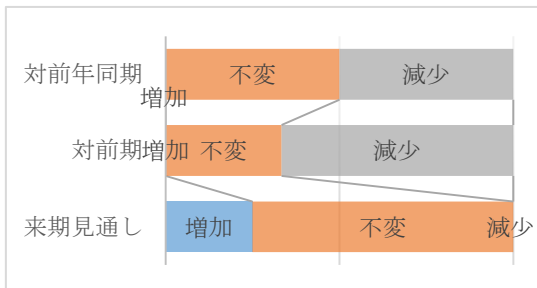 対前年同期 不変 減少
増加
対前期 増加 不変 減少
来期見通し 増加 不変 減少